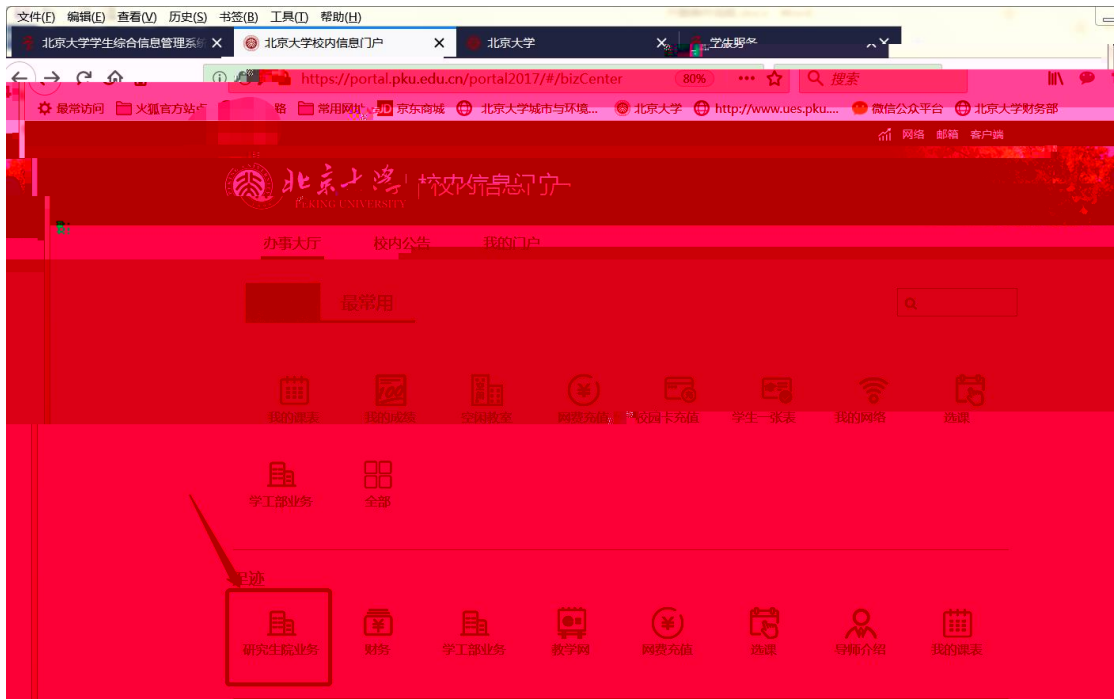 文件(F) 编辑(E) 查看(V) 历史(S) 书签(B) 工具(T) 帮助(H)
北京大学学生综合信息管理系统 北京大学校内信息门户 北京大学
https://portal.pku.edu.cn/portal2017/#/bizCenter 80% 搜索
最常访问 火狐官方站点 常用网址 JD 京东商城 北京大学城市与环境... 北京大学 http://www.ues.pku.... 微信公众平台 北京大学财务部
网络 邮箱 客户端
北京大学 校内信息门户
PEKING UNIVERSITY
办事大厅 校内公告 我的门户
最常用
我的课表 我的成绩 空闲教室 网费充值 校园卡充值 学生一张表 我的网络 选课
学工部业务 全部
足迹
研究生院业务 财务 学工部业务 教学网 网费充值 选课 导师介绍 我的课表